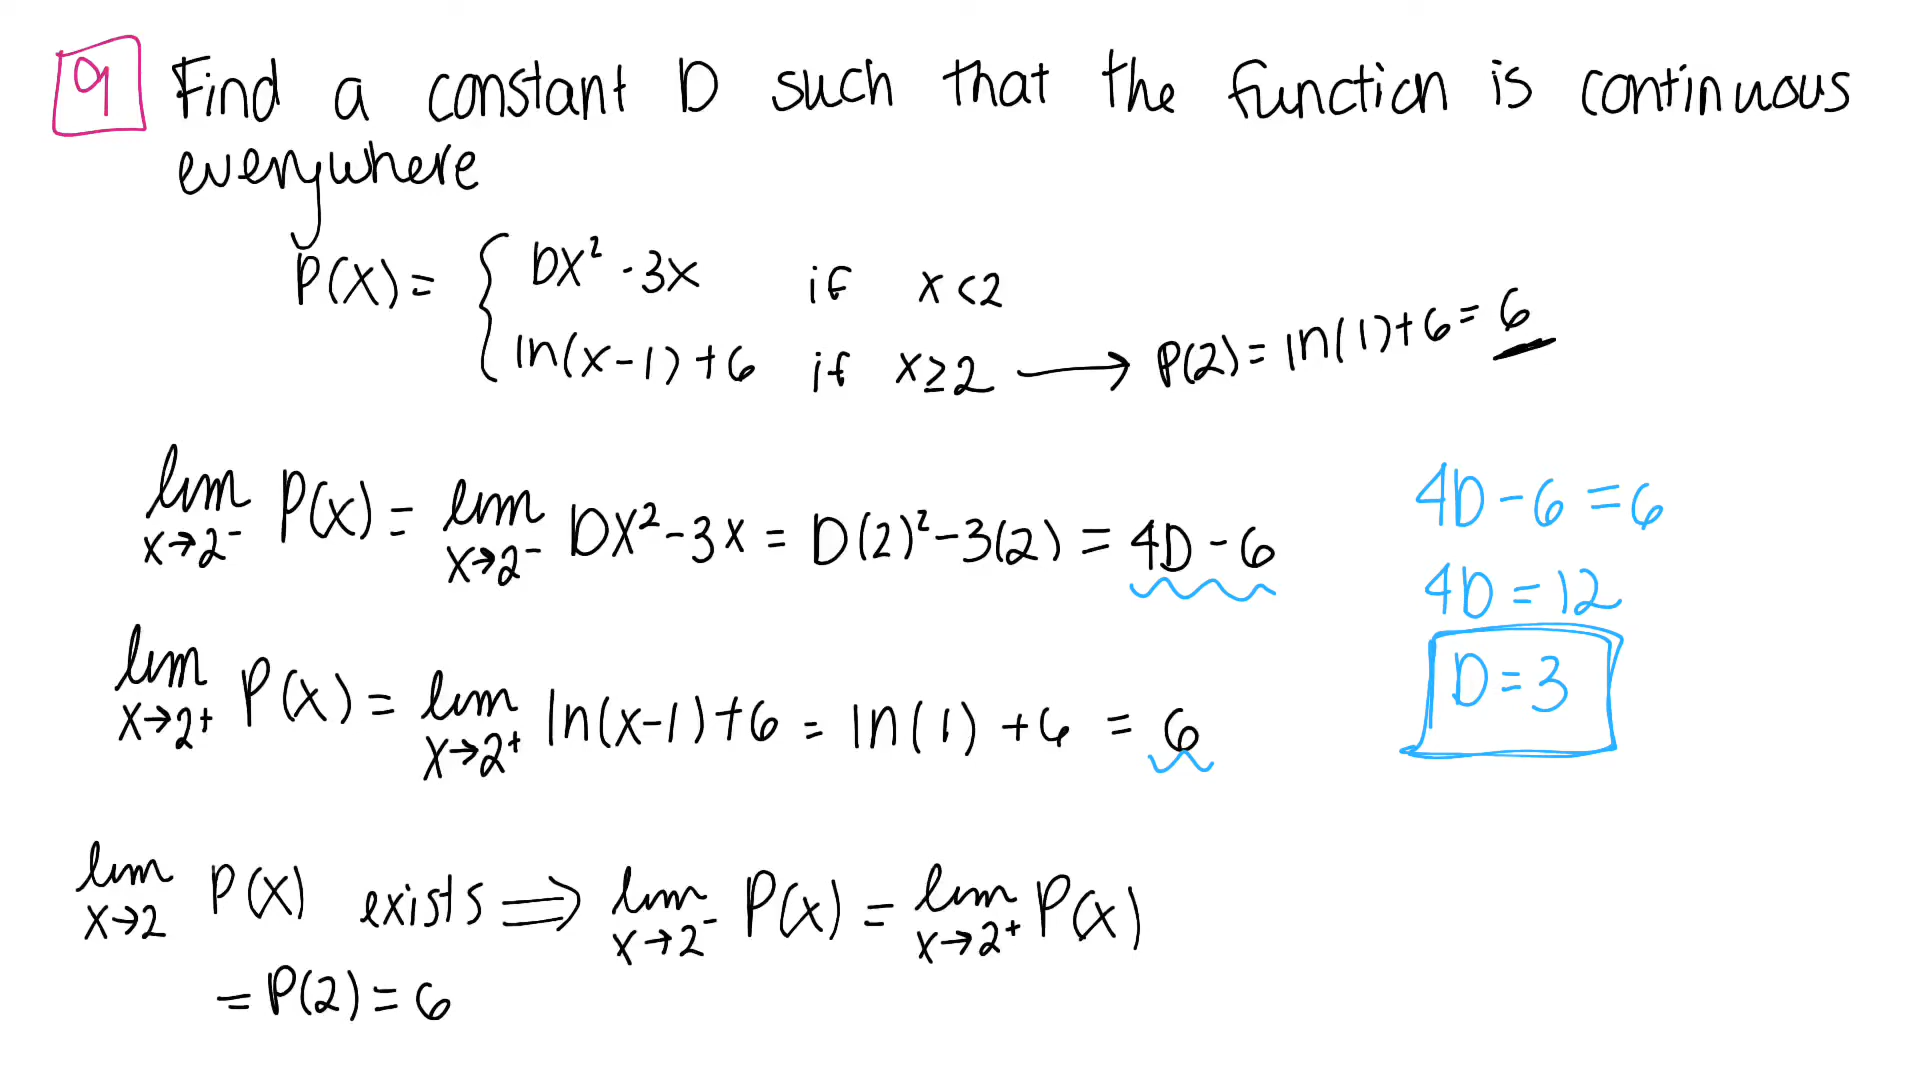 9 Find a constant D such that the function is continuous
everywhere
P(x) = { Dx² - 3x if x < 2
ln(x-1) + 6 if x ≥ 2 ⟶ P(2) = ln(1) + 6 = 6
lim x→2⁻ P(x) = lim x→2⁻ Dx² - 3x = D(2)² - 3(2) = 4D - 6
lim x→2⁺ P(x) = lim x→2⁺ ln(x-1) + 6 = ln(1) + 6 = 6
lim x→2 P(x) exists ⟹ lim x→2⁻ P(x) = lim x→2⁺ P(x)
= P(2) = 6
4D - 6 = 6
4D = 12
D = 3